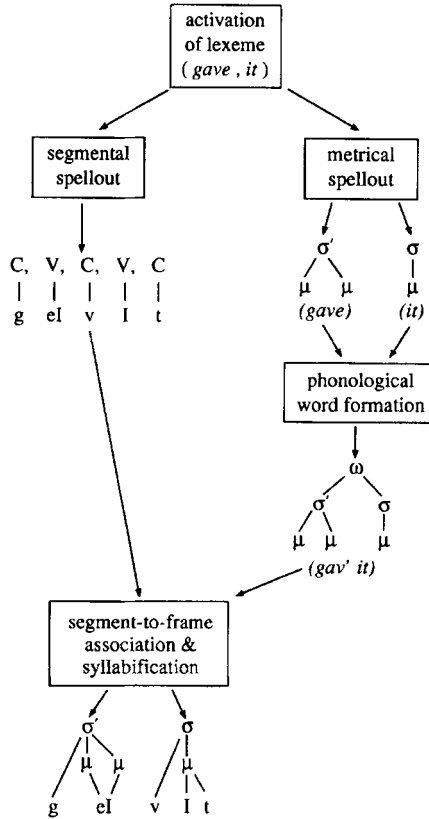 activation
of lexeme
( gave , it )
segmental
spellout
metrical
spellout
C, V, C, V, C
g eI v I t
σ' σ
μ μ μ
(gave) (it)
phonological
word formation
ω
σ' σ
μ μ μ
(gav' it)
segment-to-frame
association &
syllabification
σ' σ
μ μ μ
g eI v I t